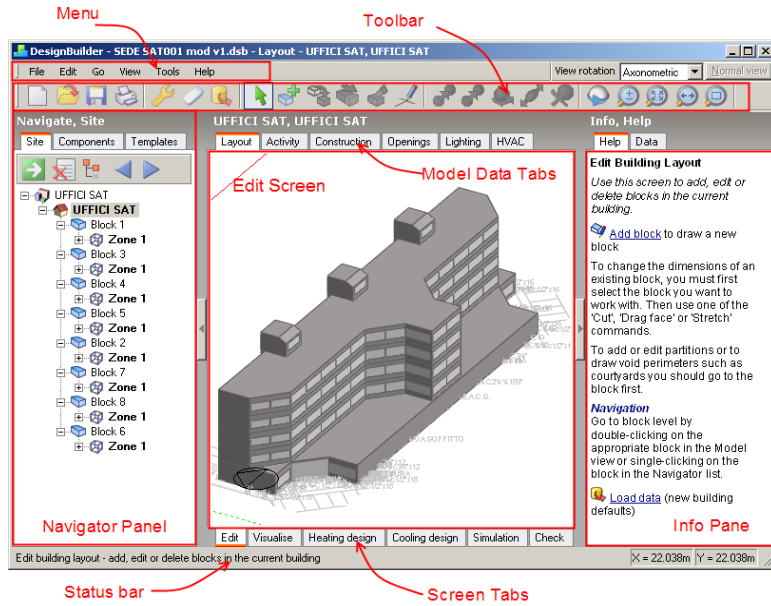 Menu
Toolbar
DesignBuilder - SEDE SAT001 mod v1.dsb - Layout - UFFICI SAT, UFFICI SAT
File Edit Go View Tools Help
View rotation Axonometric Normal view
Navigate, Site
Site Components Templates
UFFICI SAT
UFFICI SAT
Block 1
Zone 1
Block 3
Zone 1
Block 4
Zone 1
Block 5
Zone 1
Block 2
Zone 1
Block 7
Zone 1
Block 8
Zone 1
Block 6
Zone 1
Navigator Panel
UFFICI SAT, UFFICI SAT
Layout Activity Construction Openings Lighting HVAC
Edit Screen
Model Data Tabs
Edit Visualise Heating design Cooling design Simulation Check
Info, Help
Help Data
Edit Building Layout
Use this screen to add, edit or
delete blocks in the current
building.
Add block to draw a new
block
To change the dimensions of an
existing block, you must first
select the block you want to
work with. Then use one of the
'Cut', 'Drag face' or 'Stretch'
commands.
To add or edit partitions or to
draw void perimeters such as
courtyards you should go to the
block first.
Navigation
Go to block level by
double-clicking on the
appropriate block in the Model
view or single-clicking on the
block in the Navigator list.
Load data (new building
defaults)
Info Pane
Edit building layout - add, edit or delete blocks in the current building
X = 22.038m Y = 22.038m
Status bar
Screen Tabs